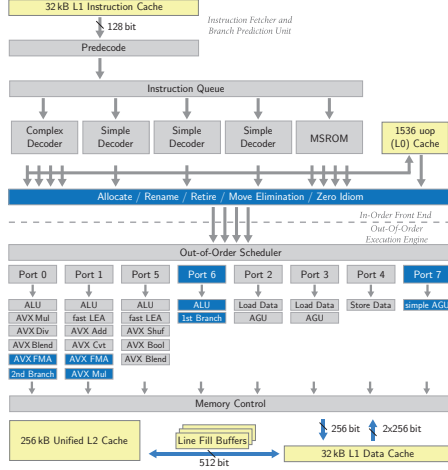 32 kB L1 Instruction Cache
Instruction Fetcher and
Branch Prediction Unit
128 bit
Predecode
Instruction Queue
Complex
Decoder
Simple
Decoder
Simple
Decoder
Simple
Decoder
MSROM
1536 uop
(L0) Cache
Allocate / Rename / Retire / Move Elimination / Zero Idiom
In-Order Front End
Out-Of-Order
Execution Engine
Out-of-Order Scheduler
Port 0
Port 1
Port 5
Port 6
Port 2
Port 3
Port 4
Port 7
ALU
ALU
ALU
ALU
Load Data
Load Data
Store Data
simple AGU
AVX Mul
fast LEA
fast LEA
1st Branch
AGU
AGU
AVX Div
AVX Add
AVX Shuf
AVX Blend
AVX Cvt
AVX Bool
AVX FMA
AVX FMA
AVX Blend
2nd Branch
AVX Mul
Memory Control
256 kB Unified L2 Cache
Line Fill Buffers
512 bit
256 bit
2x256 bit
32 kB L1 Data Cache